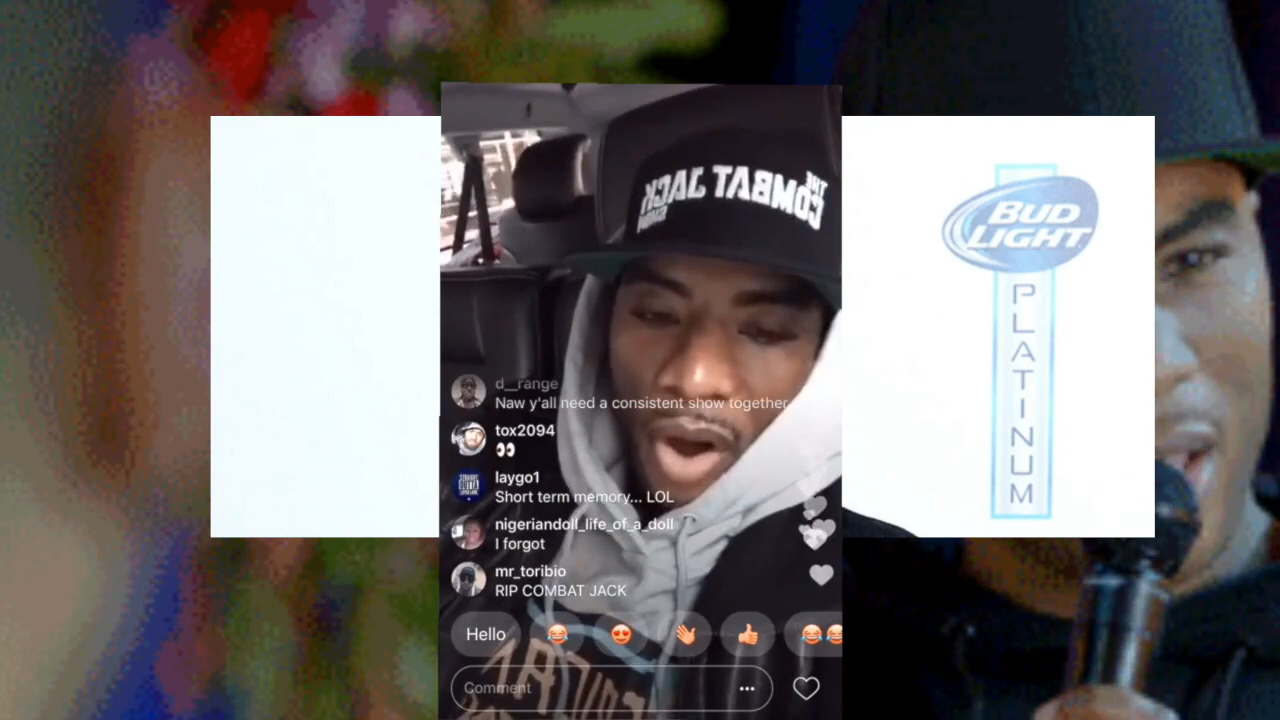 THE
COMBAT JACK
BUD
LIGHT
PLATINUM
d__range
Naw y'all need a consistent show together
tox2094
👀
laygo1
Short term memory... LOL
nigeriandoll_life_of_a_doll
I forgot
mr_toribio
RIP COMBAT JACK
Hello 😂 😍 👋 👍 😂😂
Comment •••